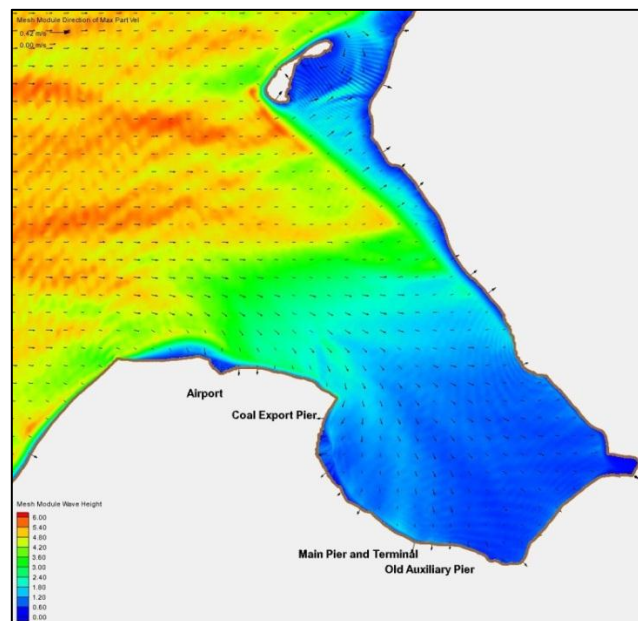 Mesh Module Direction of Max Part Vel
0.42 m/s
0.00 m/s
Airport
Coal Export Pier
Main Pier and Terminal
Old Auxiliary Pier
Mesh Module Wave Height
6.00
5.40
4.80
4.20
3.60
3.00
2.40
1.80
1.20
0.60
0.00